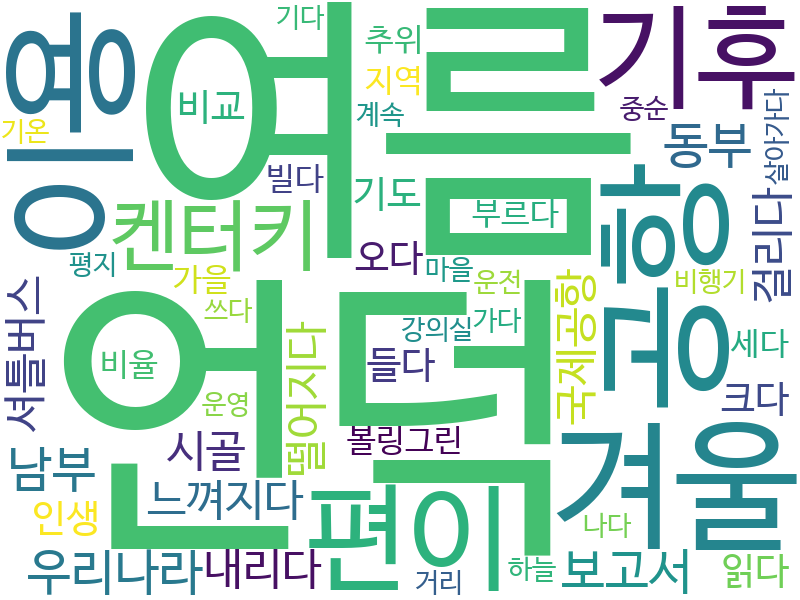 기다
여름
기후
이용
추위
비교
지역
계속
중순
기온
동부
살아가다
빌다
기도
켄터키
부르다
공항
걸리다
오다
평지
마을
가을
운전
비행기
셔틀버스
언덕
쓰다
강의실
가다
국제공항
세다
비율
들다
떨어지다
크다
운영
겨울
시골
볼링그린
남부
느껴지다
편이
인생
나다
우리나라
내리다
거리
하늘
보고서
읽다